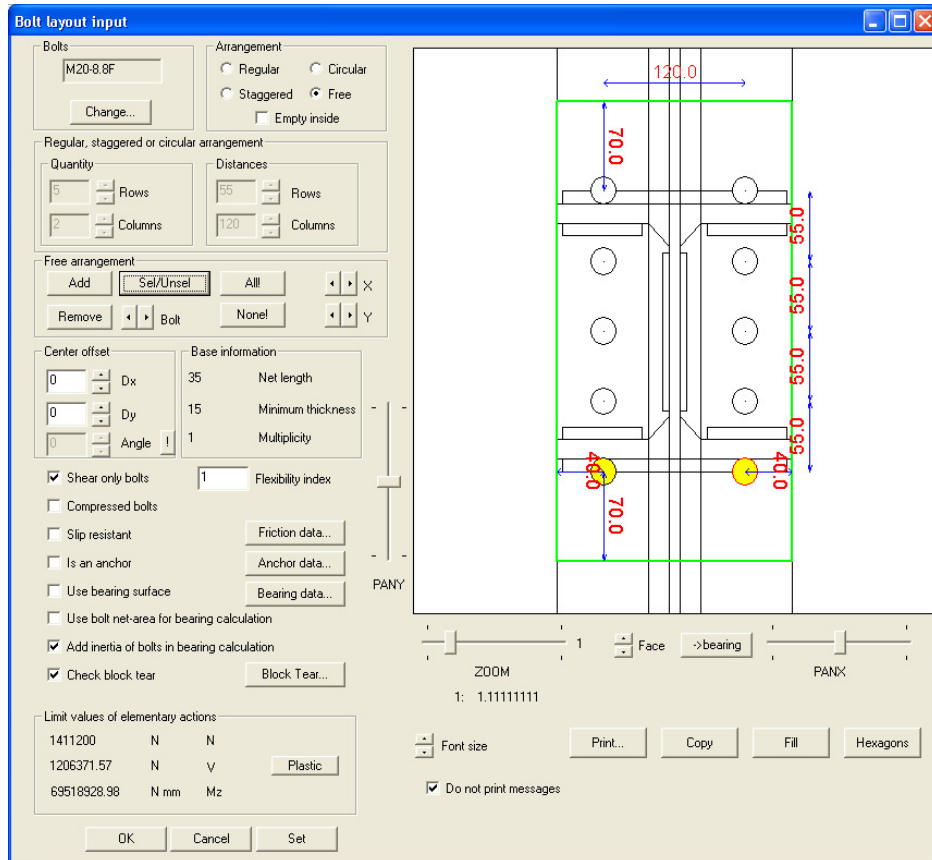 Bolt layout input
Bolts
M20-8.8F
Change...
Arrangement
Regular
Circular
Staggered
Free
Empty inside
Regular, staggered or circular arrangement
Quantity
5
Rows
2
Columns
Distances
55
Rows
120
Columns
Free arrangement
Add
Sel/Unsel
All!
X
Remove
Bolt
None!
Y
Center offset
0
Dx
0
Dy
0
Angle
!
Base information
35 Net length
15 Minimum thickness
1 Multiplicity
Shear only bolts
1
Flexibility index
Compressed bolts
Slip resistant
Friction data...
Is an anchor
Anchor data...
Use bearing surface
Bearing data...
Use bolt net-area for bearing calculation
Add inertia of bolts in bearing calculation
Check block tear
Block Tear...
PANY
Limit values of elementary actions
1411200 N N
1206371.57 N V
69518928.98 N mm Mz
Plastic
OK
Cancel
Set
120.0
70.0
55.0
55.0
55.0
55.0
40.0
40.0
70.0
ZOOM
1
1: 1.11111111
Face
->bearing
PANX
Font size
Print...
Copy
Fill
Hexagons
Do not print messages